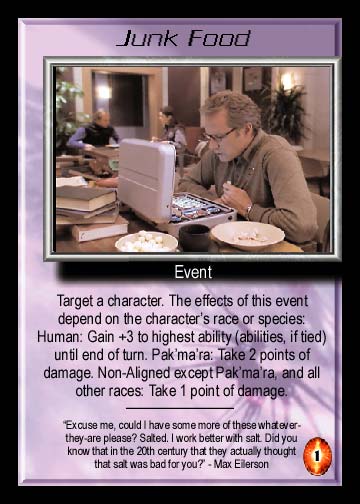 Junk Food
Event
Target a character. The effects of this event
depend on the character's race or species:
Human: Gain +3 to highest ability (abilities, if tied)
until end of turn. Pak'ma'ra: Take 2 points of
damage. Non-Aligned except Pak'ma'ra, and all
other races: Take 1 point of damage.
"Excuse me, could I have some more of these whatever-
they-are please? Salted. I work better with salt. Did you
know that in the 20th century that they actually thought
that salt was bad for you?" - Max Eilerson
1